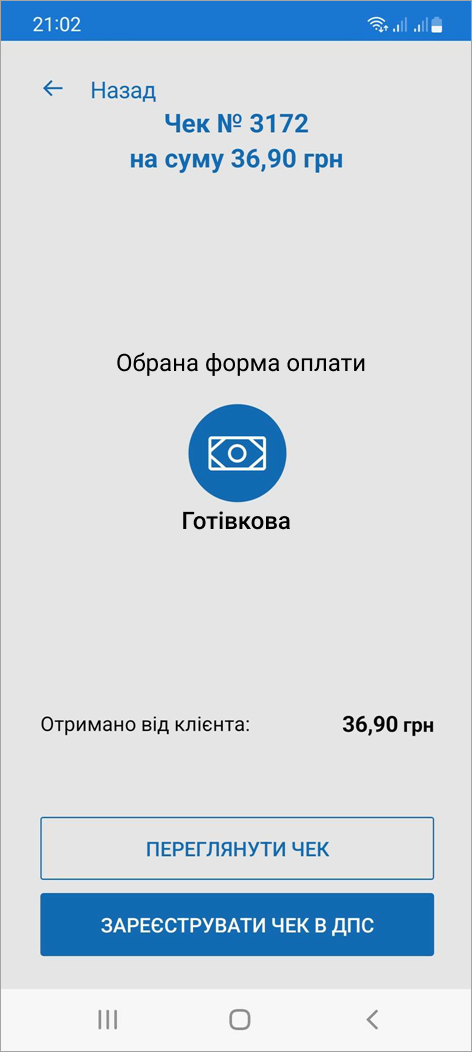 21:02
Назад
Чек № 3172
на суму 36,90 грн
Обрана форма оплати
Готівкова
Отримано від клієнта: 36,90 грн
ПЕРЕГЛЯНУТИ ЧЕК
ЗАРЕЄСТРУВАТИ ЧЕК В ДПС